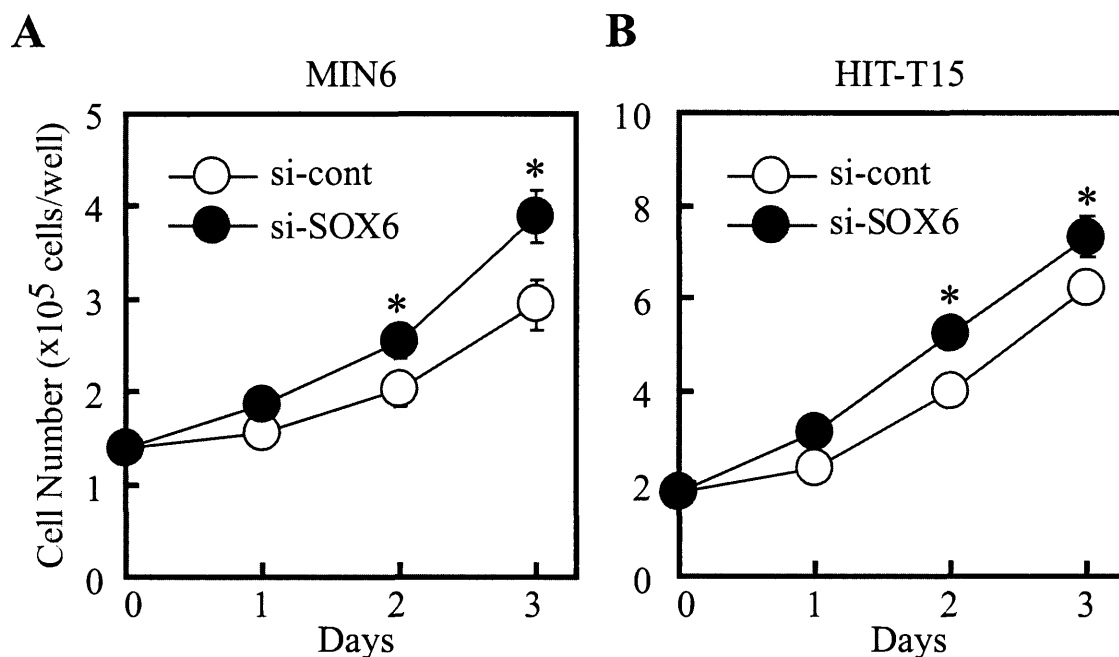 A
MIN6
5
4
3
2
1
0
Cell Number (x10⁵ cells/well)
si-cont
si-SOX6
*
*
0
1
2
3
Days
B
HIT-T15
10
8
6
4
2
0
si-cont
si-SOX6
*
*
0
1
2
3
Days